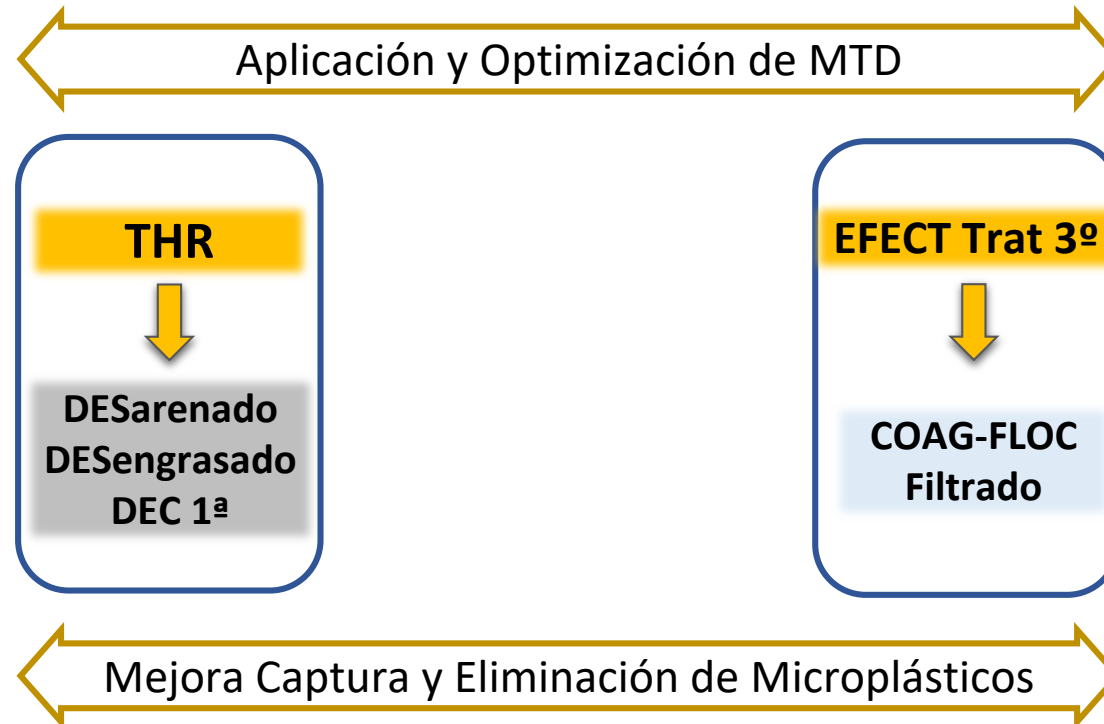 Aplicación y Optimización de MTD
THR
DESarenado
DESengrasado
DEC 1ª
EFECT Trat 3º
COAG-FLOC
Filtrado
Mejora Captura y Eliminación de Microplásticos